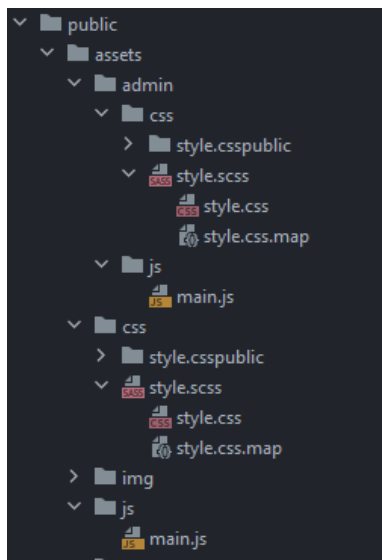 public
assets
admin
css
style.csspublic
style.scss
style.css
style.css.map
js
main.js
css
style.csspublic
style.scss
style.css
style.css.map
img
js
main.js